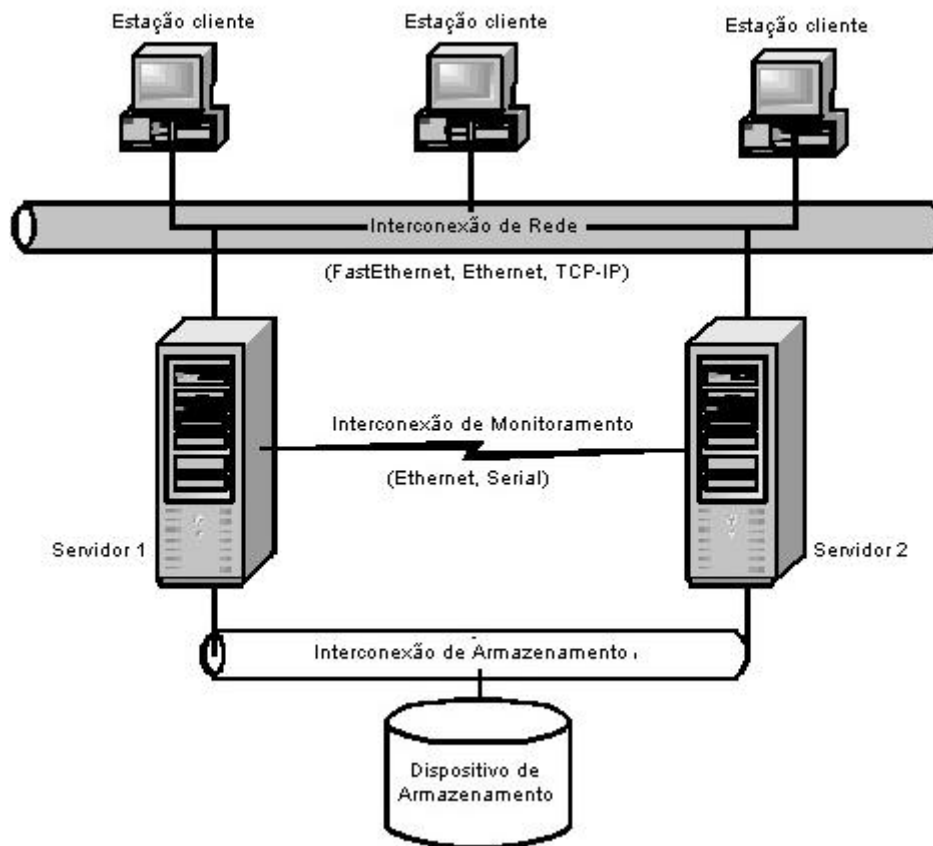 Estação cliente
Estação cliente
Estação cliente
Interconexão de Rede
(FastEthernet, Ethernet, TCP-IP)
Interconexão de Monitoramento
(Ethernet, Serial)
Servidor 1
Servidor 2
Interconexão de Armazenamento
Dispositivo de
Armazenamento